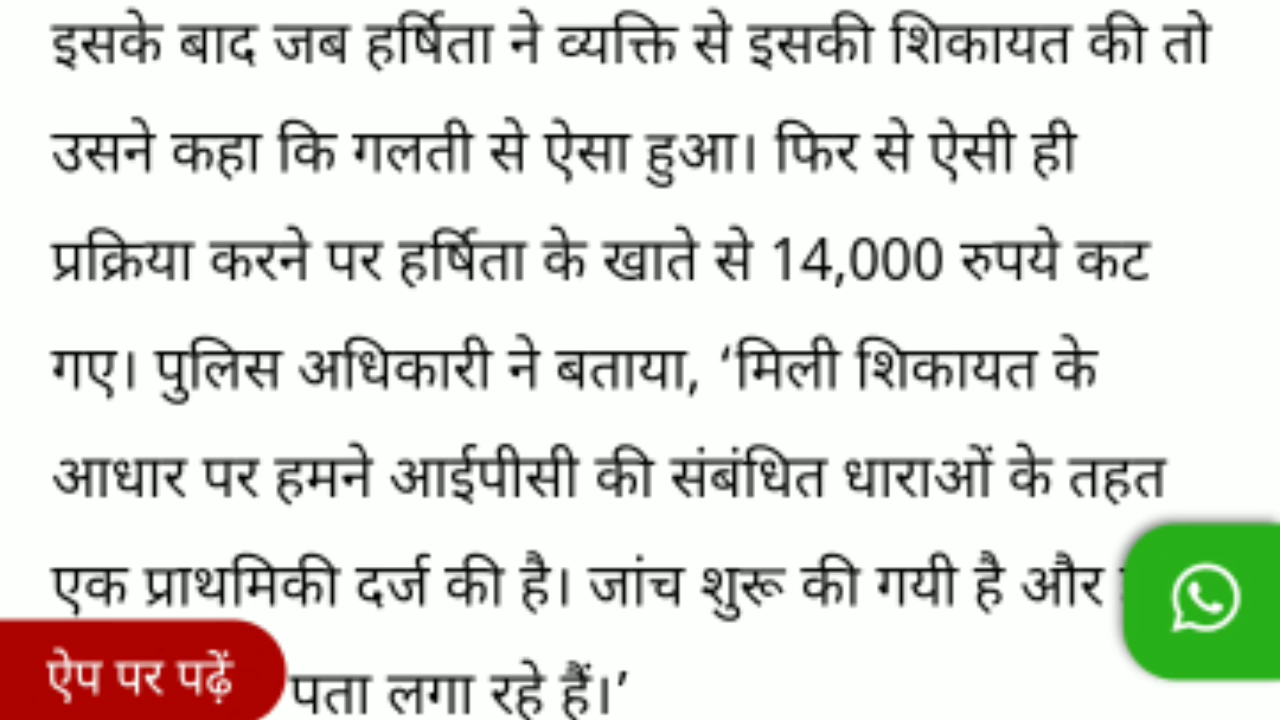 इसके बाद जब हर्षिता ने व्यक्ति से इसकी शिकायत की तो
उसने कहा कि गलती से ऐसा हुआ। फिर से ऐसी ही
प्रक्रिया करने पर हर्षिता के खाते से 14,000 रुपये कट
गए। पुलिस अधिकारी ने बताया, ‘मिली शिकायत के
आधार पर हमने आईपीसी की संबंधित धाराओं के तहत
एक प्राथमिकी दर्ज की है। जांच शुरू की गयी है और
ऐप पर पढ़ें
पता लगा रहे हैं।’